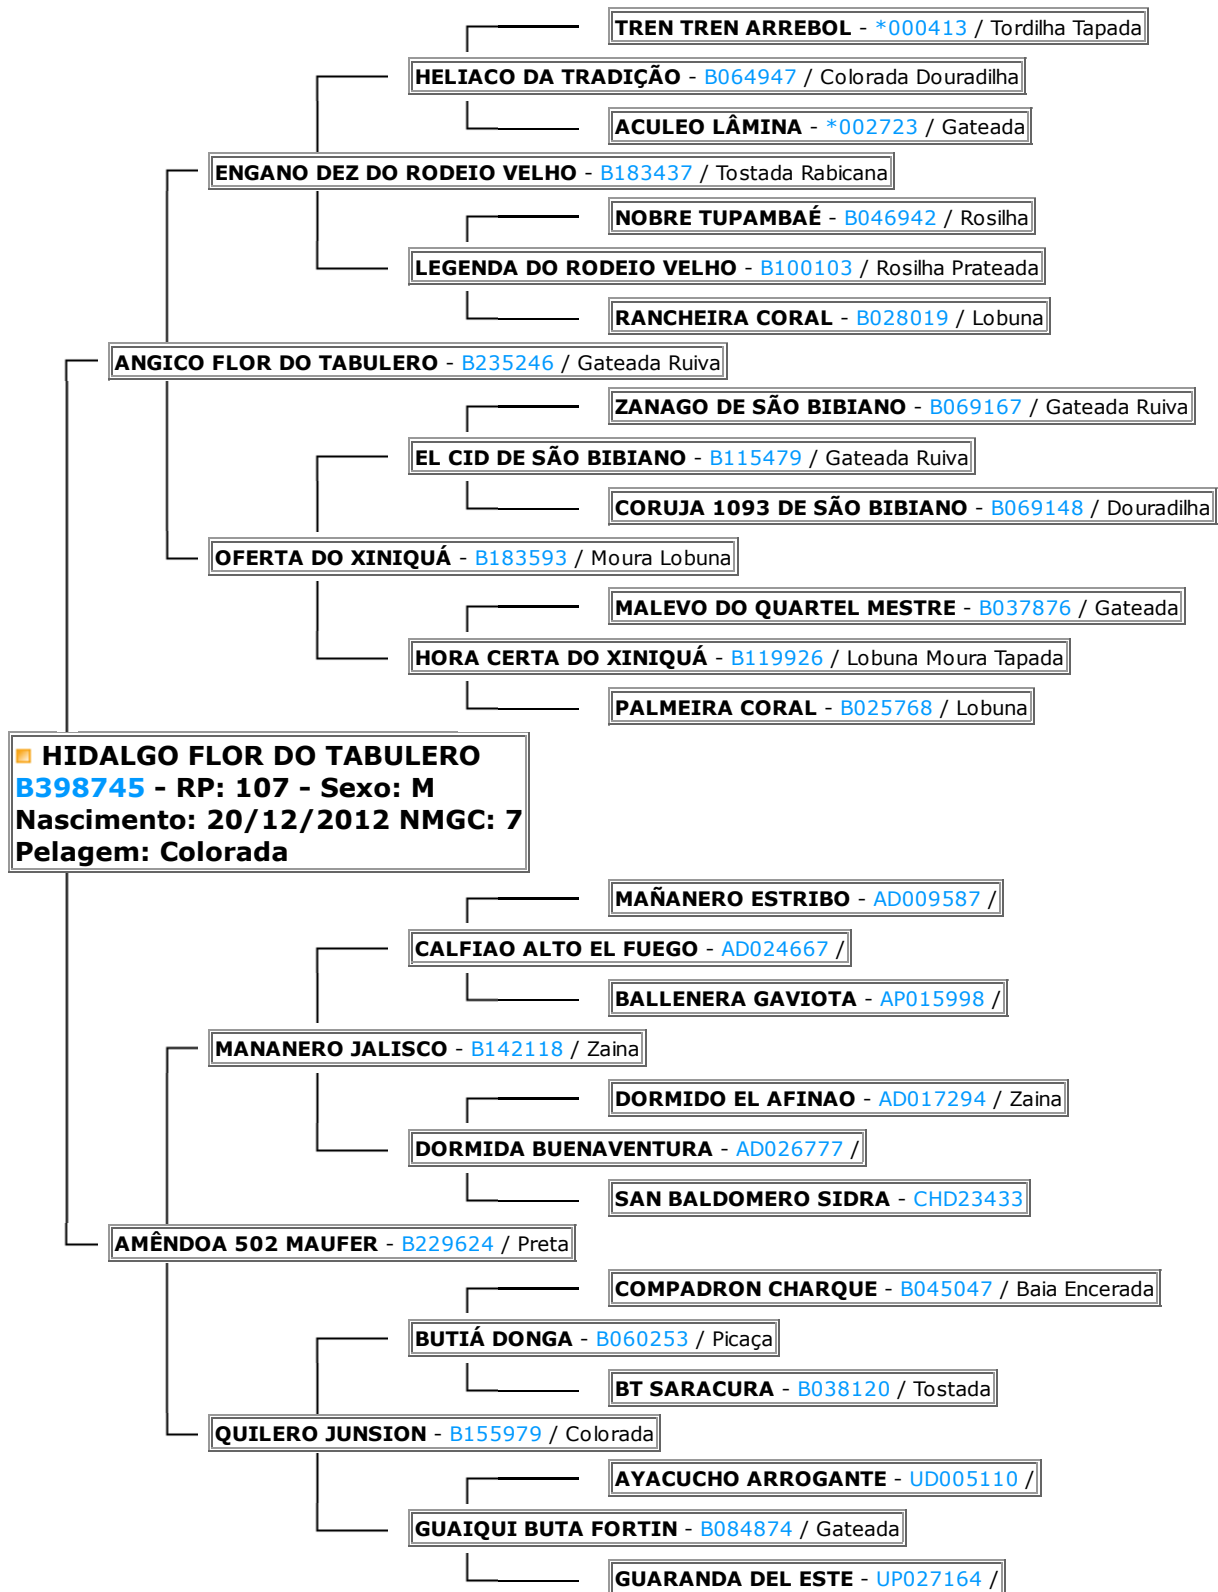 TREN TREN ARREBOL - *000413 / Tordilha Tapada
HELIACO DA TRADIÇÃO - B064947 / Colorada Douradilha
ACULEO LÂMINA - *002723 / Gateada
ENGANO DEZ DO RODEIO VELHO - B183437 / Tostada Rabicana
NOBRE TUPAMBAÉ - B046942 / Rosilha
LEGENDA DO RODEIO VELHO - B100103 / Rosilha Prateada
RANCHEIRA CORAL - B028019 / Lobuna
ANGICO FLOR DO TABULERO - B235246 / Gateada Ruiva
ZANAGO DE SÃO BIBIANO - B069167 / Gateada Ruiva
EL CID DE SÃO BIBIANO - B115479 / Gateada Ruiva
CORUJA 1093 DE SÃO BIBIANO - B069148 / Douradilha
OFERTA DO XINIQUÁ - B183593 / Moura Lobuna
MALEVO DO QUARTEL MESTRE - B037876 / Gateada
HORA CERTA DO XINIQUÁ - B119926 / Lobuna Moura Tapada
PALMEIRA CORAL - B025768 / Lobuna
HIDALGO FLOR DO TABULERO
B398745 - RP: 107 - Sexo: M
Nascimento: 20/12/2012 NMGC: 7
Pelagem: Colorada
MAÑANERO ESTRIBO - AD009587 /
CALFIAO ALTO EL FUEGO - AD024667 /
BALLENERA GAVIOTA - AP015998 /
MANANERO JALISCO - B142118 / Zaina
DORMIDO EL AFINAO - AD017294 / Zaina
DORMIDA BUENAVENTURA - AD026777 /
SAN BALDOMERO SIDRA - CHD23433
AMÊNDOA 502 MAUFER - B229624 / Preta
COMPADRON CHARQUE - B045047 / Baia Encerada
BUTIÁ DONGA - B060253 / Picaça
BT SARACURA - B038120 / Tostada
QUILERO JUNSION - B155979 / Colorada
AYACUCHO ARROGANTE - UD005110 /
GUAIQUI BUTA FORTIN - B084874 / Gateada
GUARANDA DEL ESTE - UP027164 /